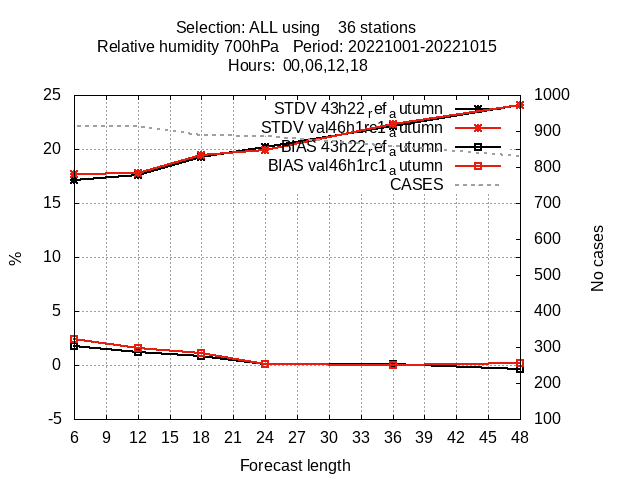 Selection: ALL using    36 stations
Relative humidity 700hPa   Period: 20221001-20221015
Hours: 00,06,12,18
STDV 43h22_ref_autumn
STDV val46h1rc1_autumn
BIAS 43h22_ref_autumn
BIAS val46h1rc1_autumn
CASES
25
20
15
10
5
0
-5
%
1000
900
800
700
600
500
400
300
200
100
No cases
6 9 12 15 18 21 24 27 30 33 36 39 42 45 48
Forecast length